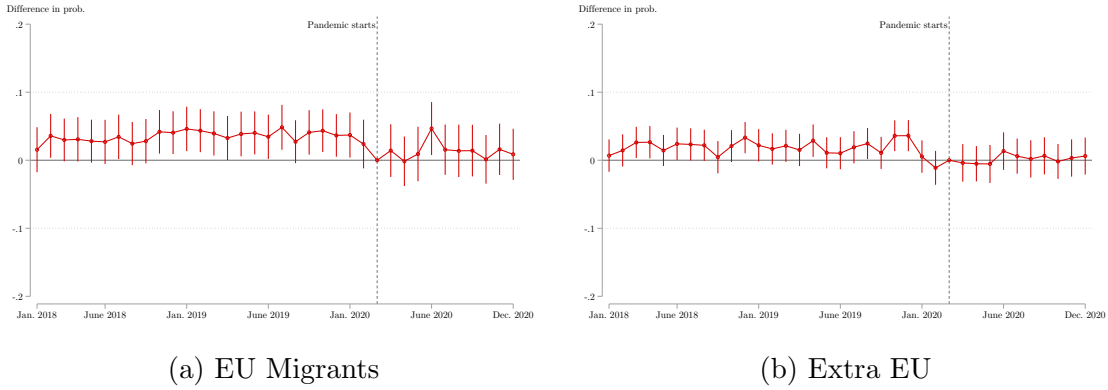 Difference in prob.
Pandemic starts
.2
.1
0
-.1
-.2
Jan. 2018
June 2018
Jan. 2019
June 2019
Jan. 2020
June 2020
Dec. 2020
(a) EU Migrants
Difference in prob.
Pandemic starts
.2
.1
0
-.1
-.2
Jan. 2018
June 2018
Jan. 2019
June 2019
Jan. 2020
June 2020
Dec. 2020
(b) Extra EU